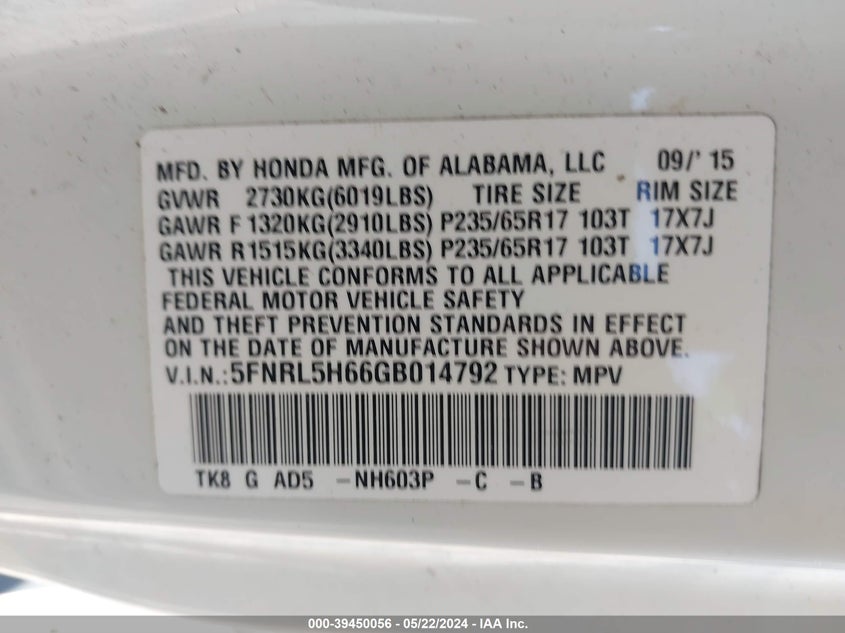 MFD. BY HONDA MFG. OF ALABAMA, LLC 09/' 15
GVWR 2730KG(6019LBS) TIRE SIZE RIM SIZE
GAWR F 1320KG(2910LBS) P235/65R17 103T 17X7J
GAWR R 1515KG(3340LBS) P235/65R17 103T 17X7J
THIS VEHICLE CONFORMS TO ALL APPLICABLE
FEDERAL MOTOR VEHICLE SAFETY
AND THEFT PREVENTION STANDARDS IN EFFECT
ON THE DATE OF MANUFACTURE SHOWN ABOVE.
V.I.N.:5FNRL5H66GB014792 TYPE: MPV
TK8 G AD5 -NH603P -C -B
000-39450056 - 05/22/2024 - IAA Inc.